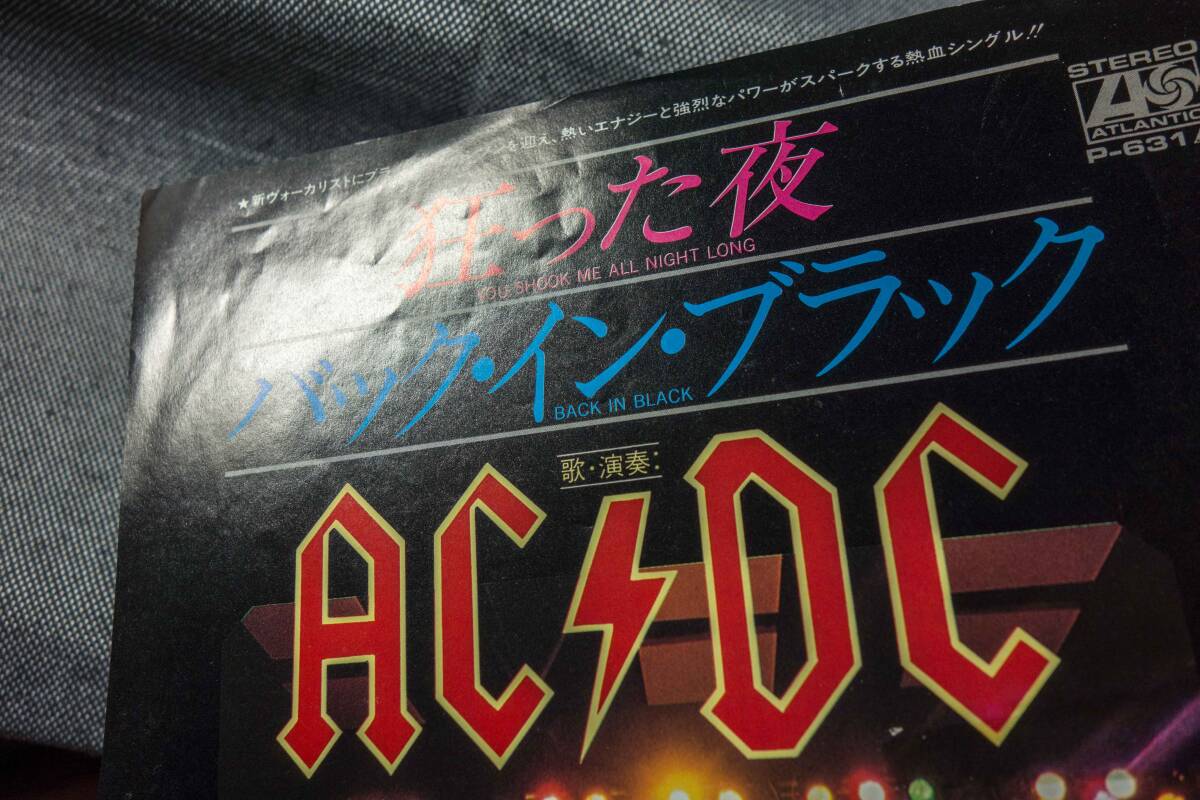 ★新ヴォーカリストにブラ
を迎え、熱いエナジーと強烈なパワーがスパークする熱血シングル!!
STEREO
ATLANTIC
P-631
狂った夜
YOU SHOOK ME ALL NIGHT LONG
バック・イン・ブラック
BACK IN BLACK
歌・演奏:
AC⚡DC